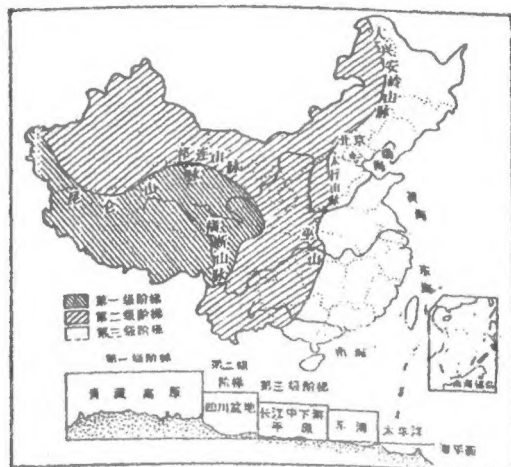 大兴安岭山脉
北京
渤海
太行山脉
祁连山脉
昆仑山
横断山脉
巫山
黄海
东海
南海
南海诸岛
第一级阶梯
第二级阶梯
第三级阶梯
第一级阶梯
第二级阶梯
第三级阶梯
青藏高原
四川盆地
长江中下游平原
东海
太平洋
海平面